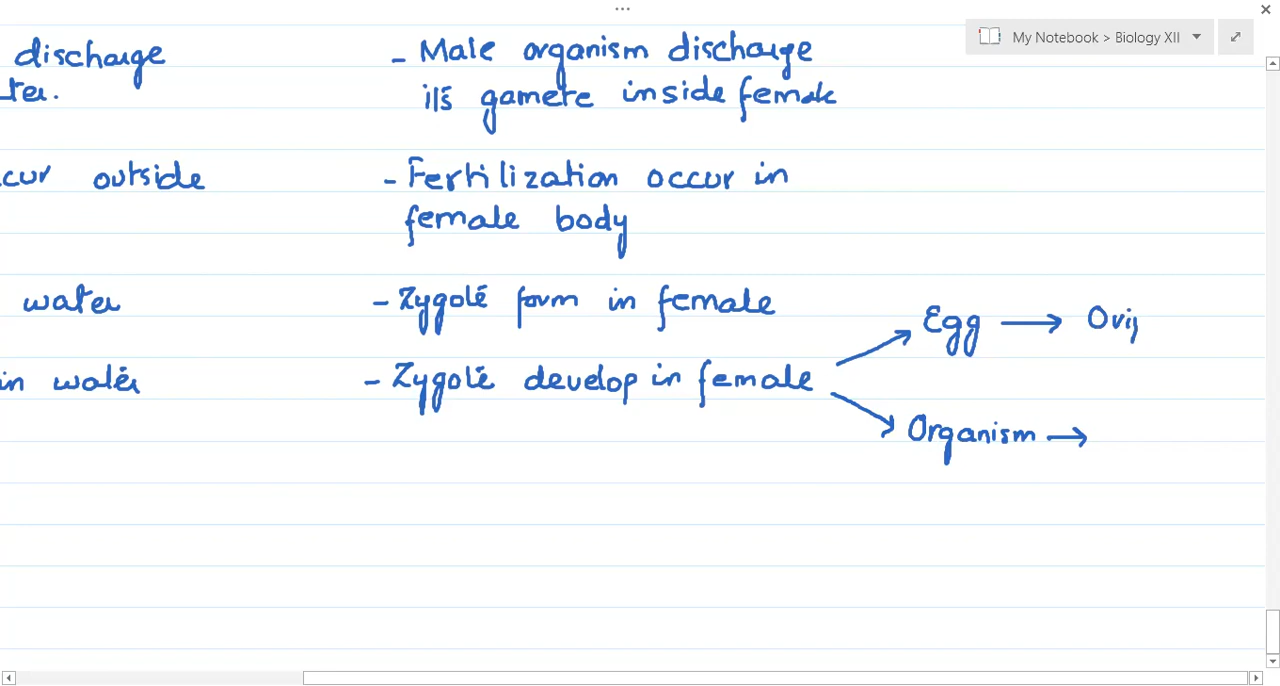 ...
My Notebook > Biology XII
discharge - Male organism discharge
ter. its gamete inside female
cur outside - Fertilization occur in
female body
water - Zygote form in female
Egg → Ovi
in water - Zygote develop in female
Organism →